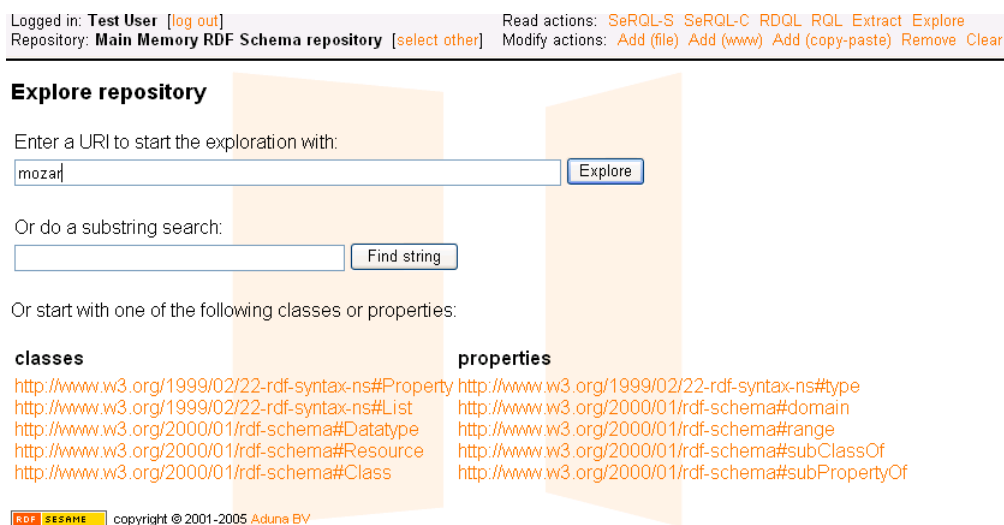 Logged in: Test User [log out] Read actions: SeRQL-S SeRQL-C RDQL RQL Extract Explore
Repository: Main Memory RDF Schema repository [select other] Modify actions: Add (file) Add (www) Add (copy-paste) Remove Clear
Explore repository
Enter a URI to start the exploration with:
mozar Explore
Or do a substring search:
Find string
Or start with one of the following classes or properties:
classes properties
http://www.w3.org/1999/02/22-rdf-syntax-ns#Property http://www.w3.org/1999/02/22-rdf-syntax-ns#type
http://www.w3.org/1999/02/22-rdf-syntax-ns#List http://www.w3.org/2000/01/rdf-schema#domain
http://www.w3.org/2000/01/rdf-schema#Datatype http://www.w3.org/2000/01/rdf-schema#range
http://www.w3.org/2000/01/rdf-schema#Resource http://www.w3.org/2000/01/rdf-schema#subClassOf
http://www.w3.org/2000/01/rdf-schema#Class http://www.w3.org/2000/01/rdf-schema#subPropertyOf
RDF SESAME copyright © 2001-2005 Aduna BV